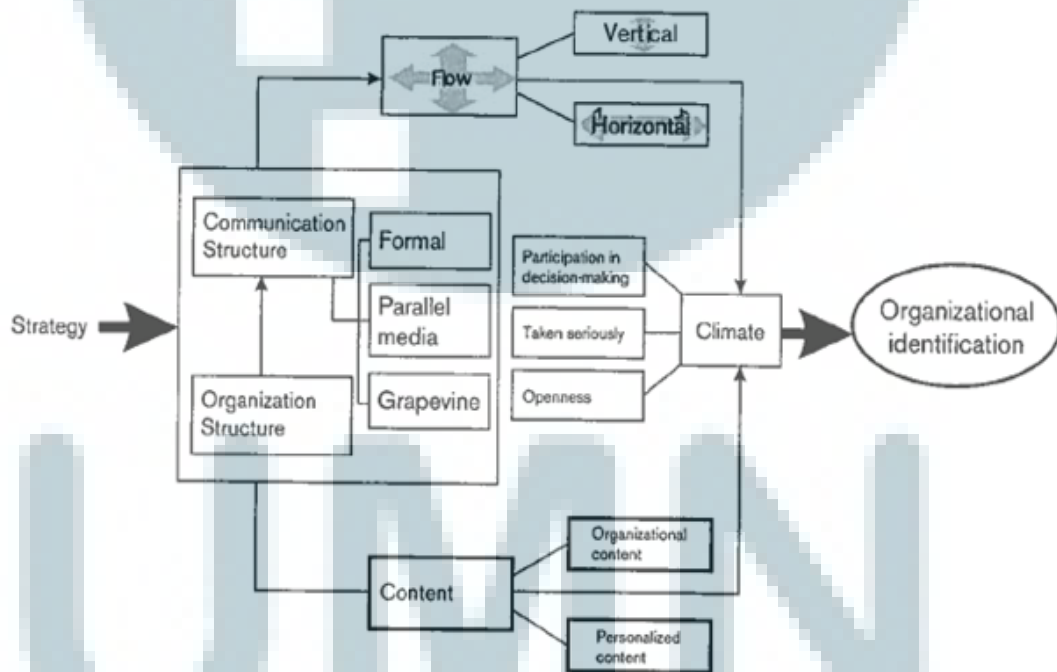 Vertical
Flow
Horizontal
Communication
Structure
Formal
Parallel
media
Grapevine
Organization
Structure
Strategy
Participation in
decision-making
Taken seriously
Openness
Climate
Organizational
identification
Content
Organizational
content
Personalized
content
UMN